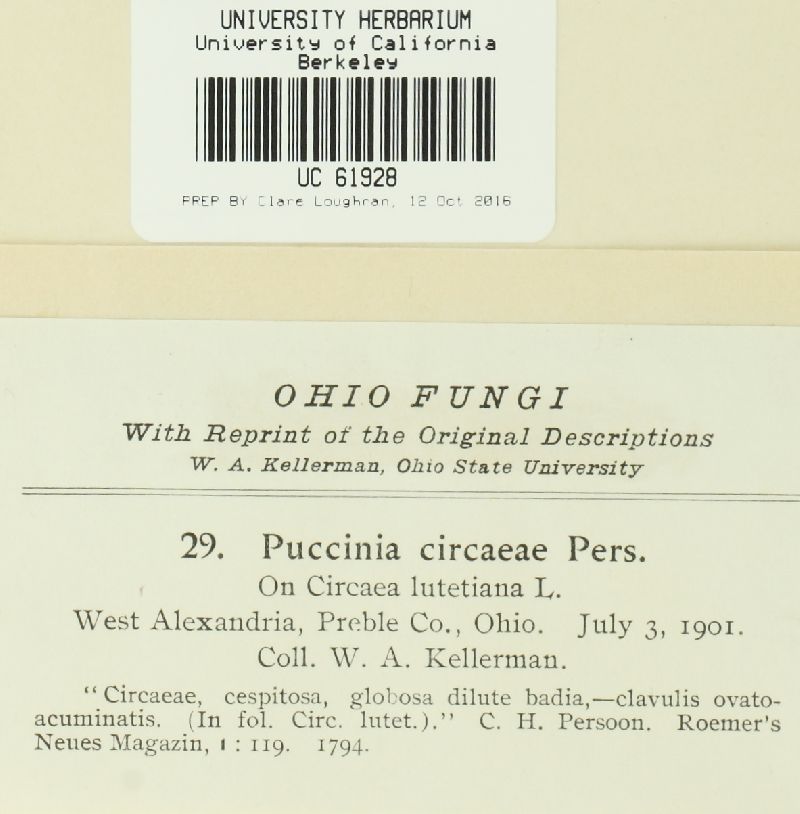 UNIVERSITY HERBARIUM
University of California
Berkeley
UC 61928
PREP BY Clare Loughran, 12 Oct 2016
OHIO FUNGI
With Reprint of the Original Descriptions
W. A. Kellerman, Ohio State University
29. Puccinia circaeae Pers.
On Circaea lutetiana L.
West Alexandria, Preble Co., Ohio. July 3, 1901.
Coll. W. A. Kellerman.
"Circaeae, cespitosa, globosa dilute badia,—clavulis ovato-
acuminatis. (In fol. Circ. lutet.)." C. H. Persoon. Roemer's
Neues Magazin, 1 : 119. 1794.